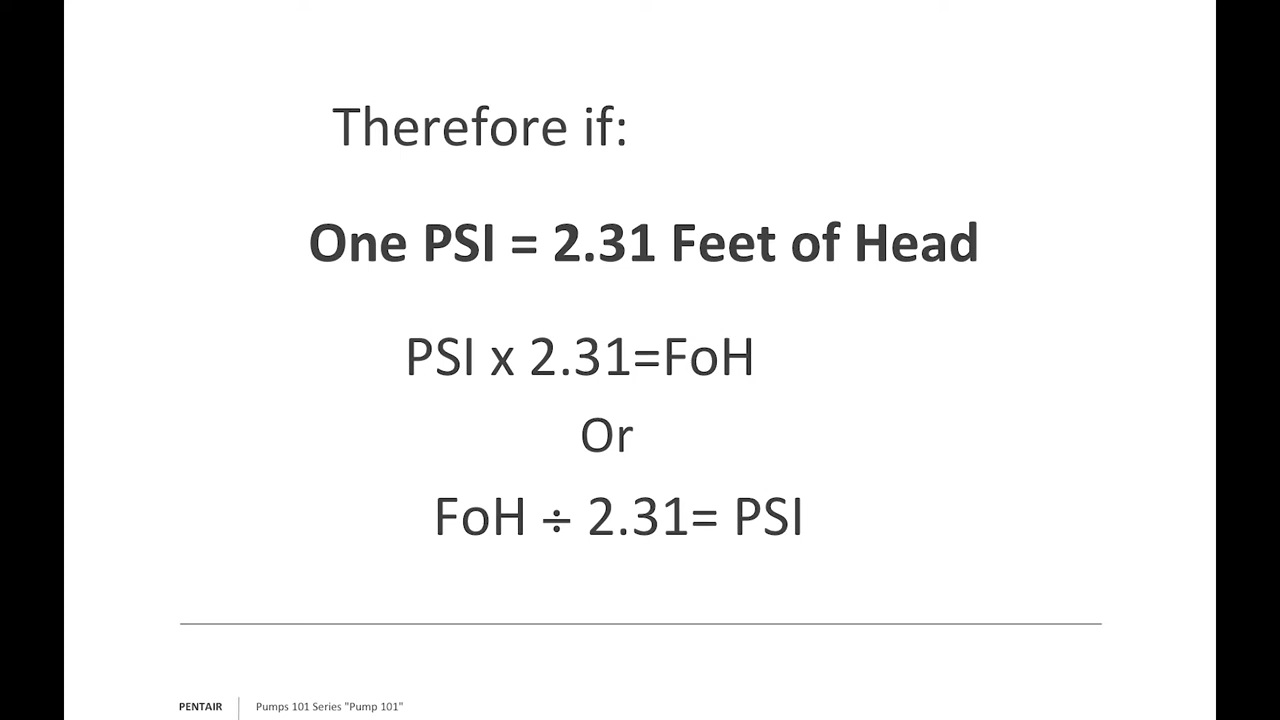 Therefore if:
One PSI = 2.31 Feet of Head
PSI x 2.31=FoH
Or
FoH ÷ 2.31= PSI
PENTAIR
Pumps 101 Series "Pump 101"